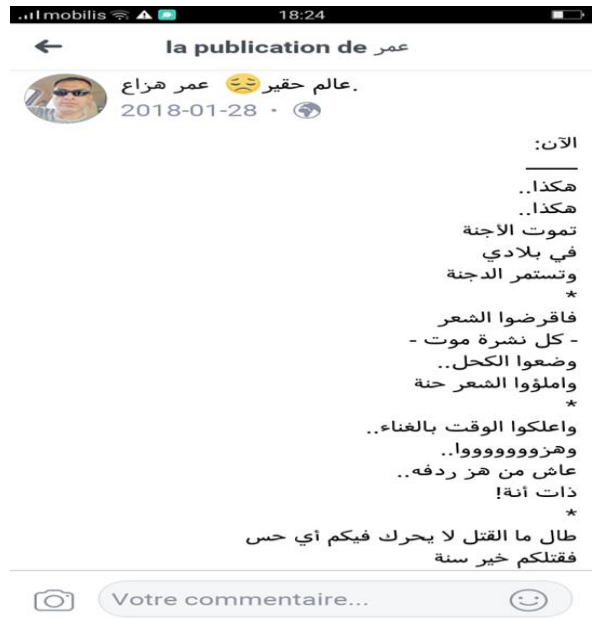 mobilis 18:24
la publication de عمر
عمر هزاع 😔 عالم حقير.
2018-01-28
الآن:
هكذا..
هكذا..
تموت الأجنة
في بلادي
وتستمر الدجنة
*
فاقرضوا الشعر
- كل نشرة موت -
وضعوا الكحل..
واملؤوا الشعر حنة
*
واعلكوا الوقت بالغناء..
وهزوووووووا..
عاش من هز ردفه..
ذات أنة!
*
طال ما القتل لا يحرك فيكم أي حس
فقتلكم خير سنة
Votre commentaire...